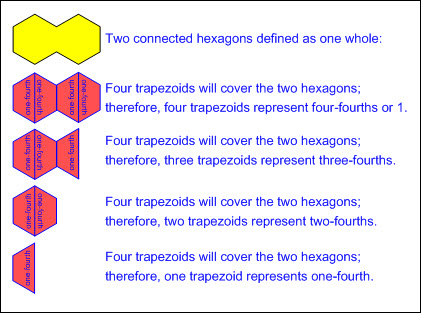 Two connected hexagons defined as one whole:
one-fourth one-fourth one-fourth one-fourth
Four trapezoids will cover the two hexagons;
therefore, four trapezoids represent four-fourths or 1.
one-fourth one-fourth one-fourth
Four trapezoids will cover the two hexagons;
therefore, three trapezoids represent three-fourths.
one-fourth one-fourth
Four trapezoids will cover the two hexagons;
therefore, two trapezoids represent two-fourths.
one-fourth
Four trapezoids will cover the two hexagons;
therefore, one trapezoid represents one-fourth.